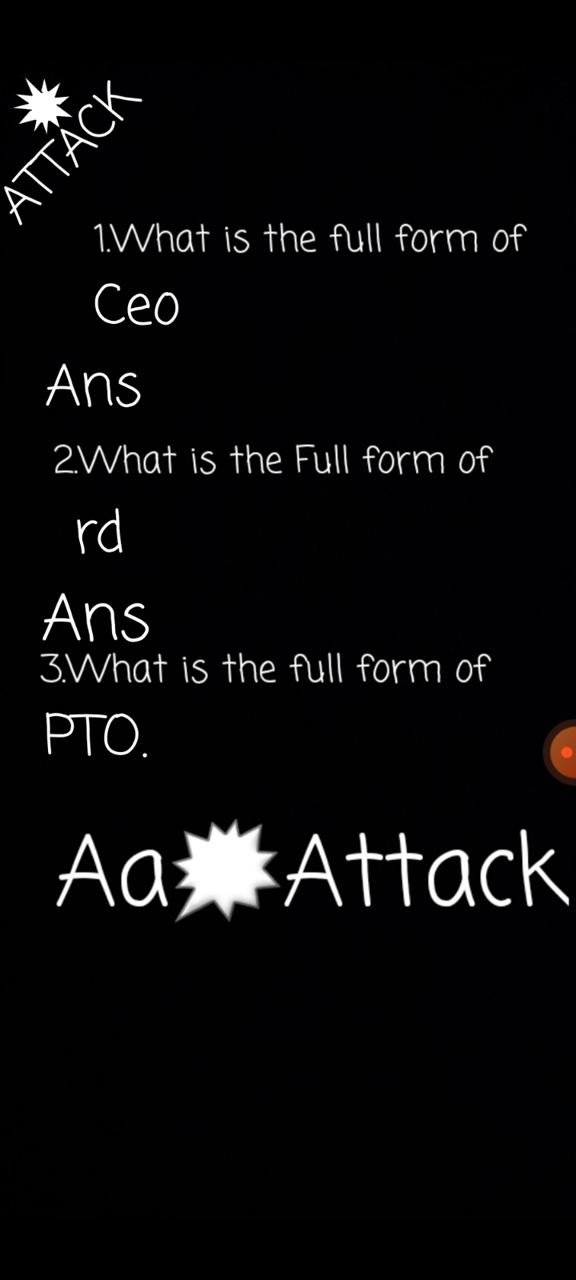 ATTACK
1.What is the full form of
Ceo
Ans
2.What is the Full form of
rd
Ans
3.What is the full form of
PTO.
Aa Attack